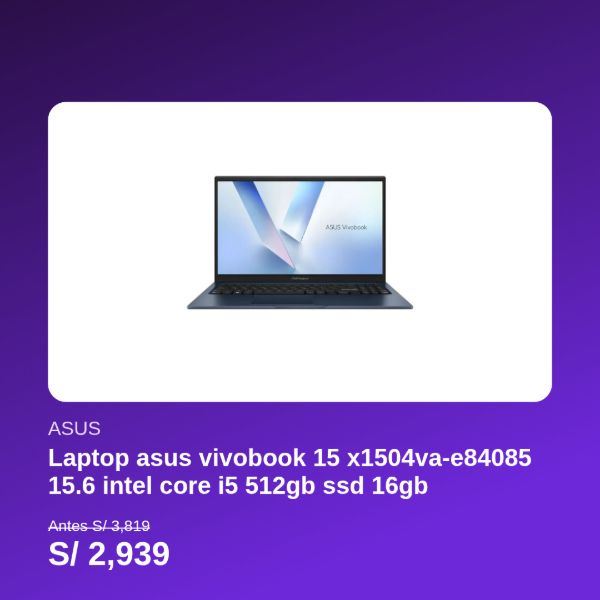 ASUS Vivobook
ASUS
Laptop asus vivobook 15 x1504va-e84085
15.6 intel core i5 512gb ssd 16gb
Antes S/ 3,819
S/ 2,939